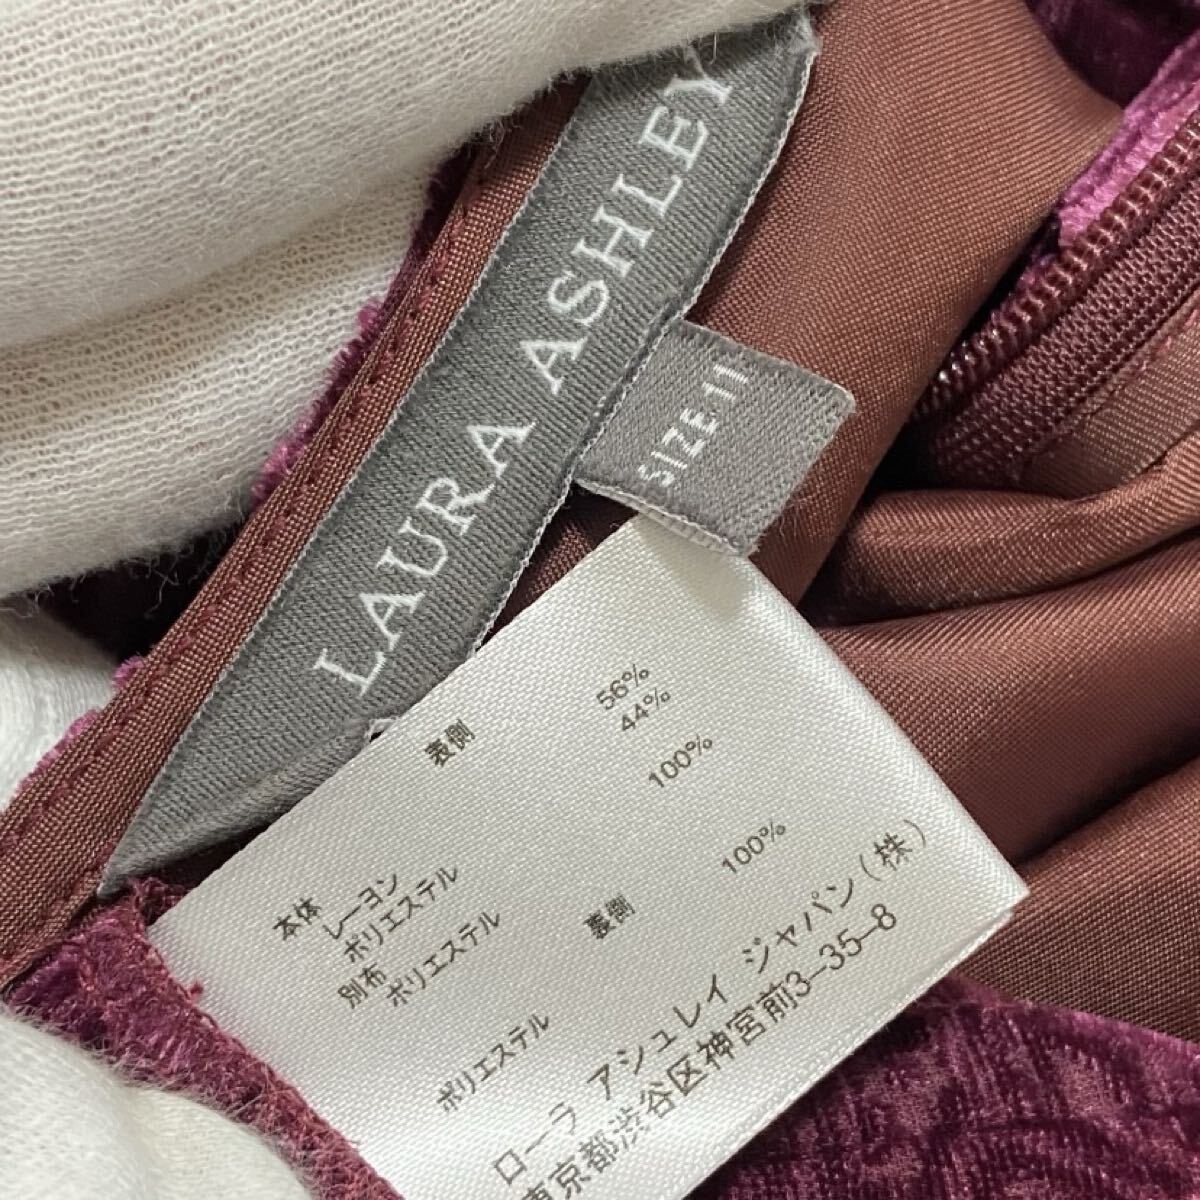 LAURA ASHLEY
SIZE 11
表側
本体
レーヨン 56%
ポリエステル 44%
別布
ポリエステル 100%
裏側
ポリエステル 100%
ローラ アシュレイ ジャパン(株)
東京都渋谷区神宮前3-35-8